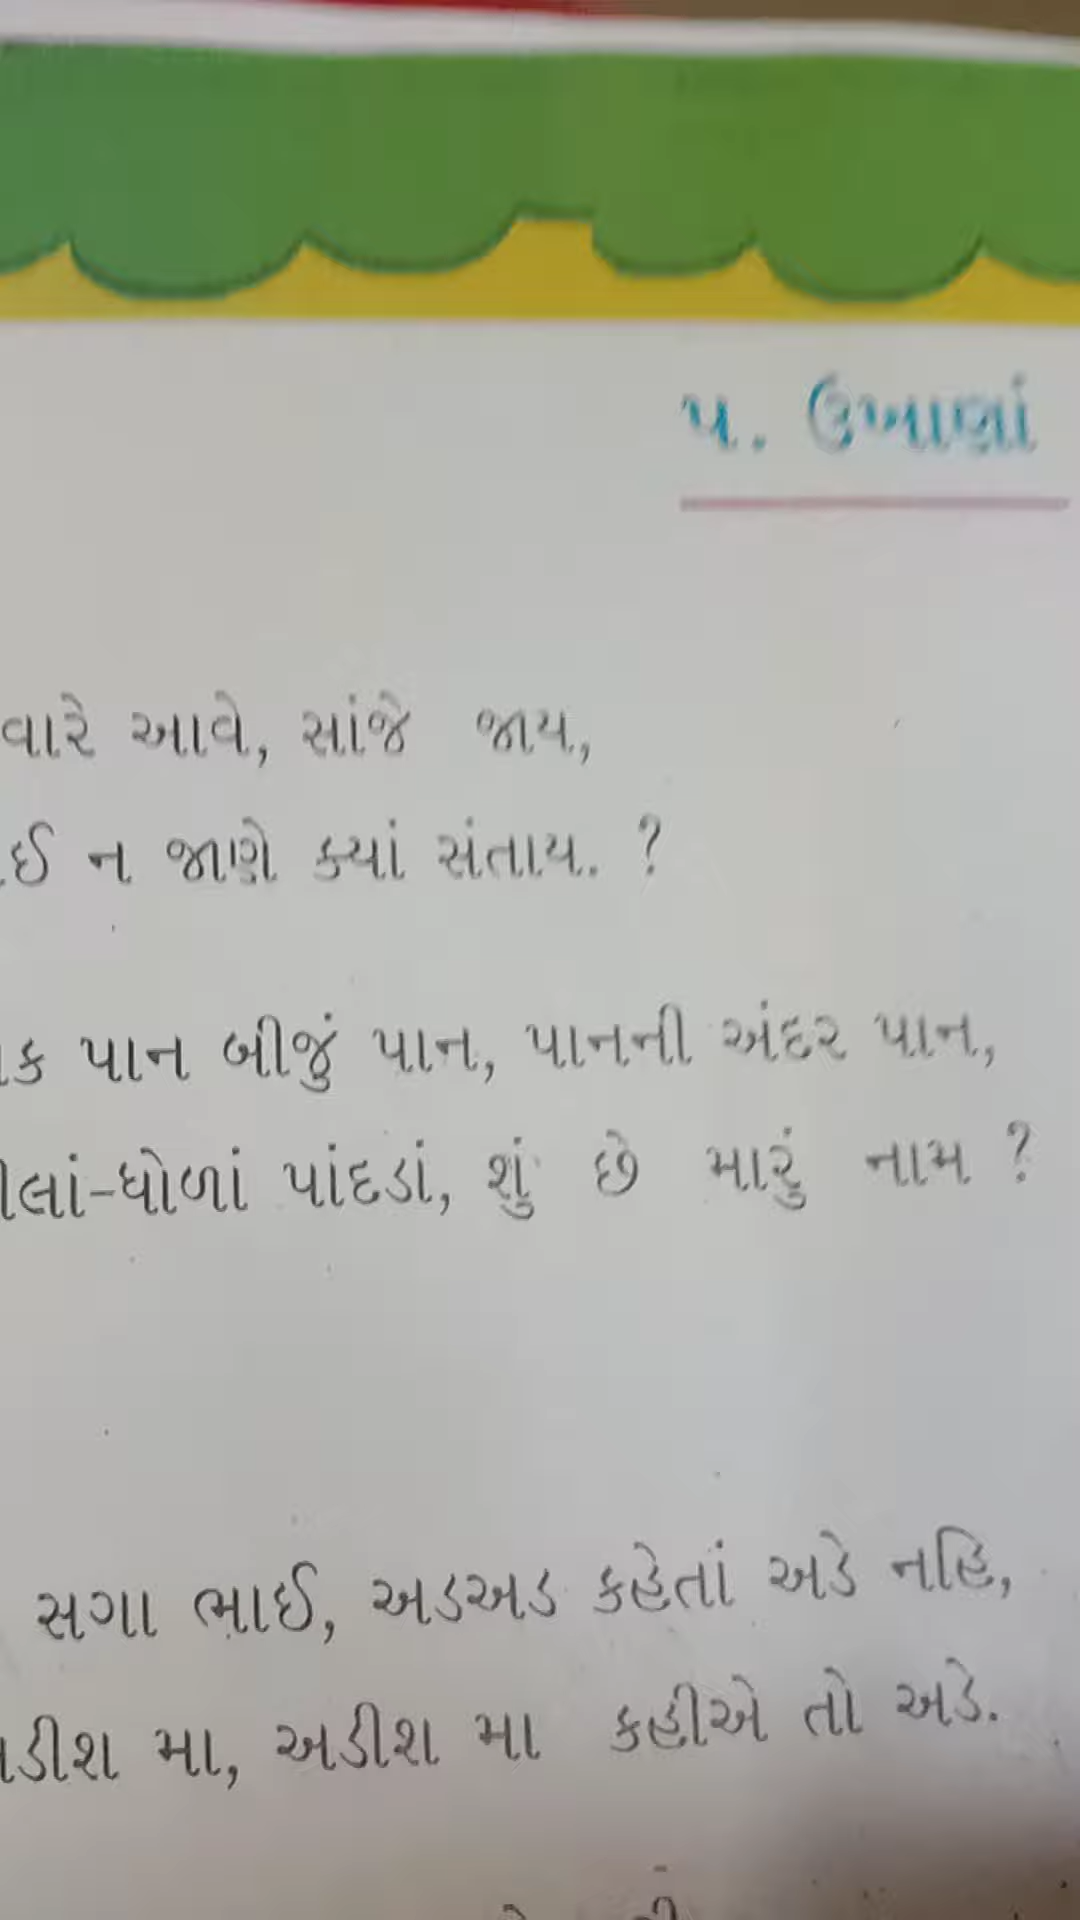 ૫. ઉખાણાં
વારે આવે, સાંજે જાય,
ઈ ન જાણે ક્યાં સંતાય. ?
ક પાન બીજું પાન, પાનની અંદર પાન,
લાં-ધોળાં પાંદડાં, શું છે મારું નામ ?
સગા ભાઈ, અડઅડ કહેતાં અડે નહિ,
ડીશ મા, અડીશ મા કહીએ તો અડે.